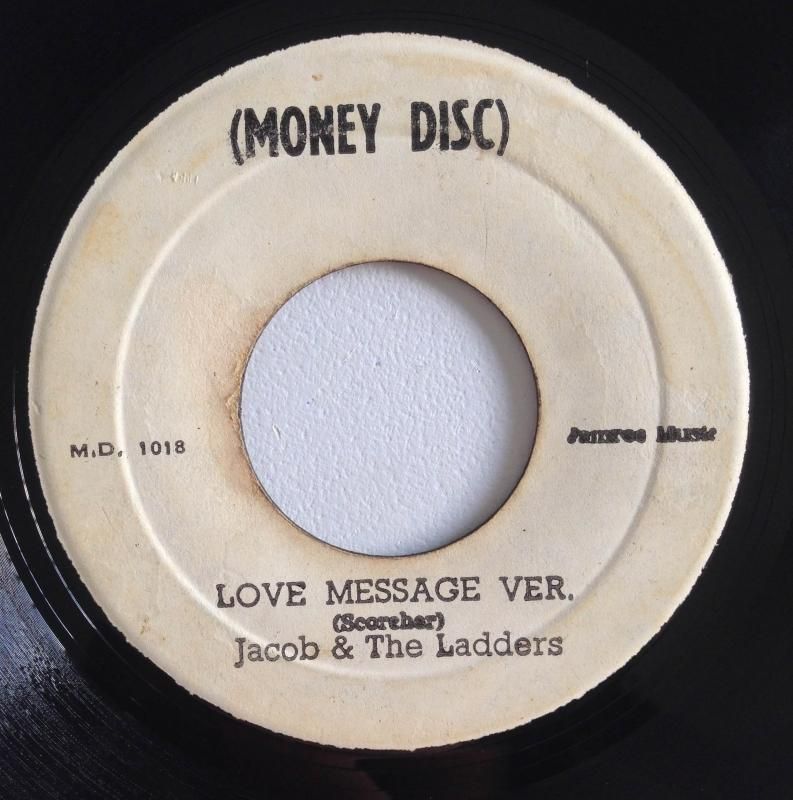 (MONEY DISC)
M.D. 1018
Jamrec Music
LOVE MESSAGE VER.
(Scorcher)
Jacob & The Ladders